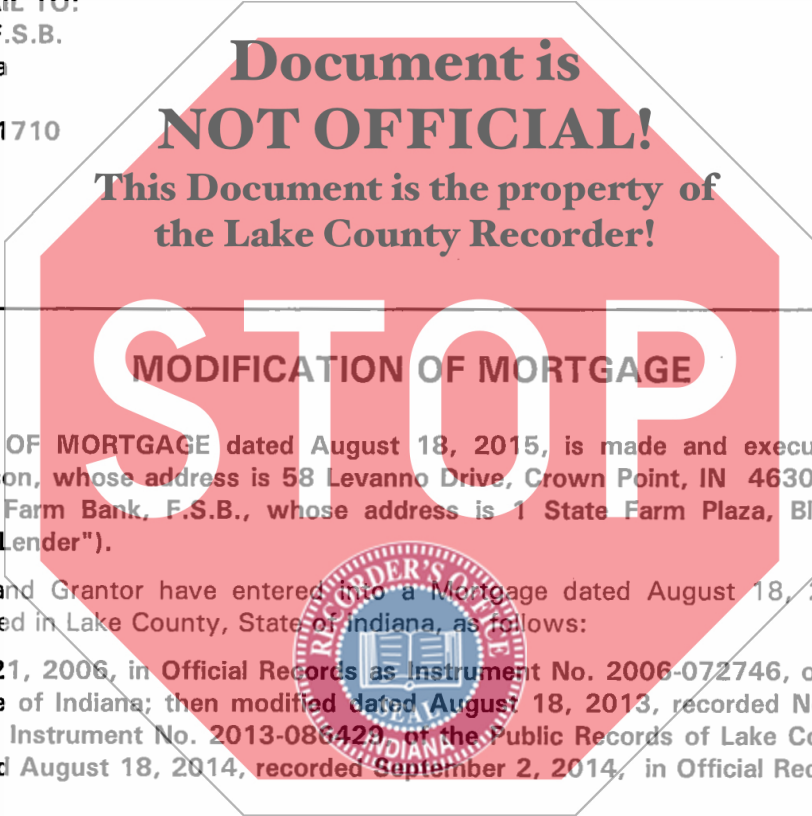 IL TO:
F.S.B.
a
1710
Document is
NOT OFFICIAL!
This Document is the property of
the Lake County Recorder!
STOP
MODIFICATION OF MORTGAGE
OF MORTGAGE dated August 18, 2015, is made and execu
on, whose address is 58 Levanno Drive, Crown Point, IN 4630
Farm Bank, F.S.B., whose address is 1 State Farm Plaza, Bl
Lender").
and Grantor have entered into a Mortgage dated August 18, 2
ed in Lake County, State of Indiana, as follows:
21, 2006, in Official Records as Instrument No. 2006-072746, o
e of Indiana; then modified dated August 18, 2013, recorded N
Instrument No. 2013-086429, of the Public Records of Lake Co
d August 18, 2014, recorded September 2, 2014, in Official Rec
RECORDER'S OFFICE
SEAL
INDIANA